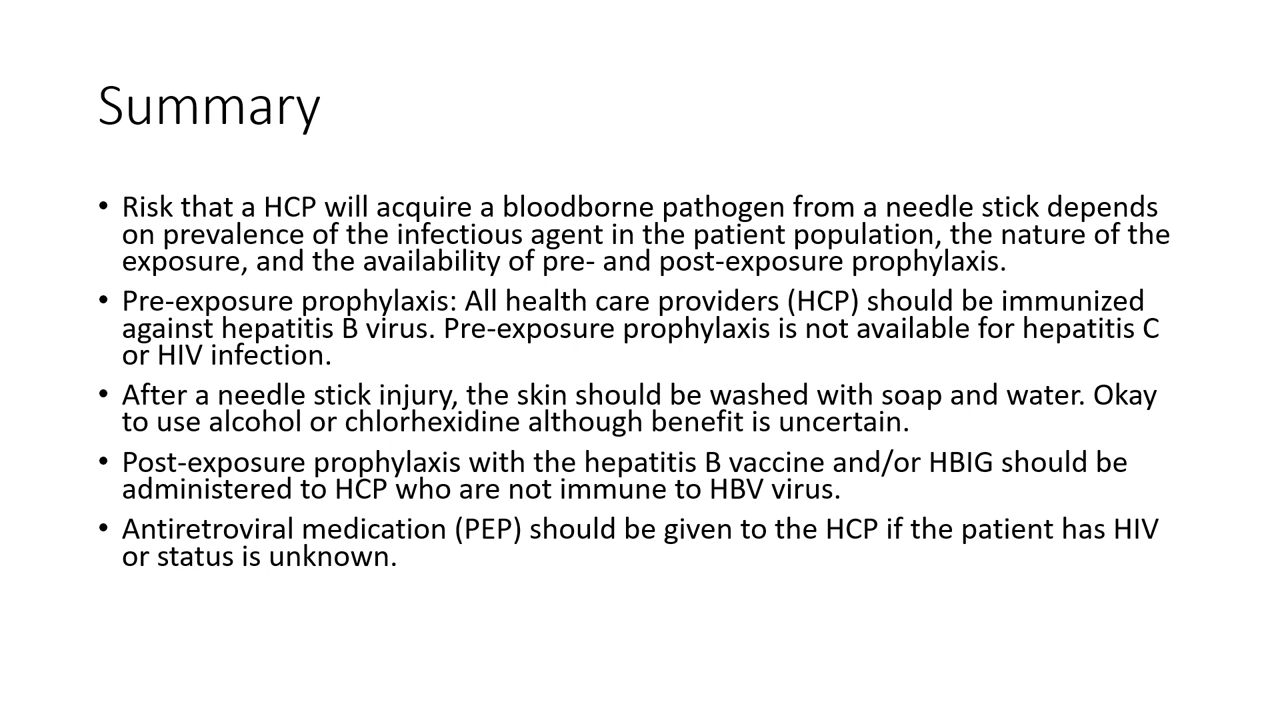 Summary
• Risk that a HCP will acquire a bloodborne pathogen from a needle stick depends
on prevalence of the infectious agent in the patient population, the nature of the
exposure, and the availability of pre- and post-exposure prophylaxis.
• Pre-exposure prophylaxis: All health care providers (HCP) should be immunized
against hepatitis B virus. Pre-exposure prophylaxis is not available for hepatitis C
or HIV infection.
• After a needle stick injury, the skin should be washed with soap and water. Okay
to use alcohol or chlorhexidine although benefit is uncertain.
• Post-exposure prophylaxis with the hepatitis B vaccine and/or HBIG should be
administered to HCP who are not immune to HBV virus.
• Antiretroviral medication (PEP) should be given to the HCP if the patient has HIV
or status is unknown.